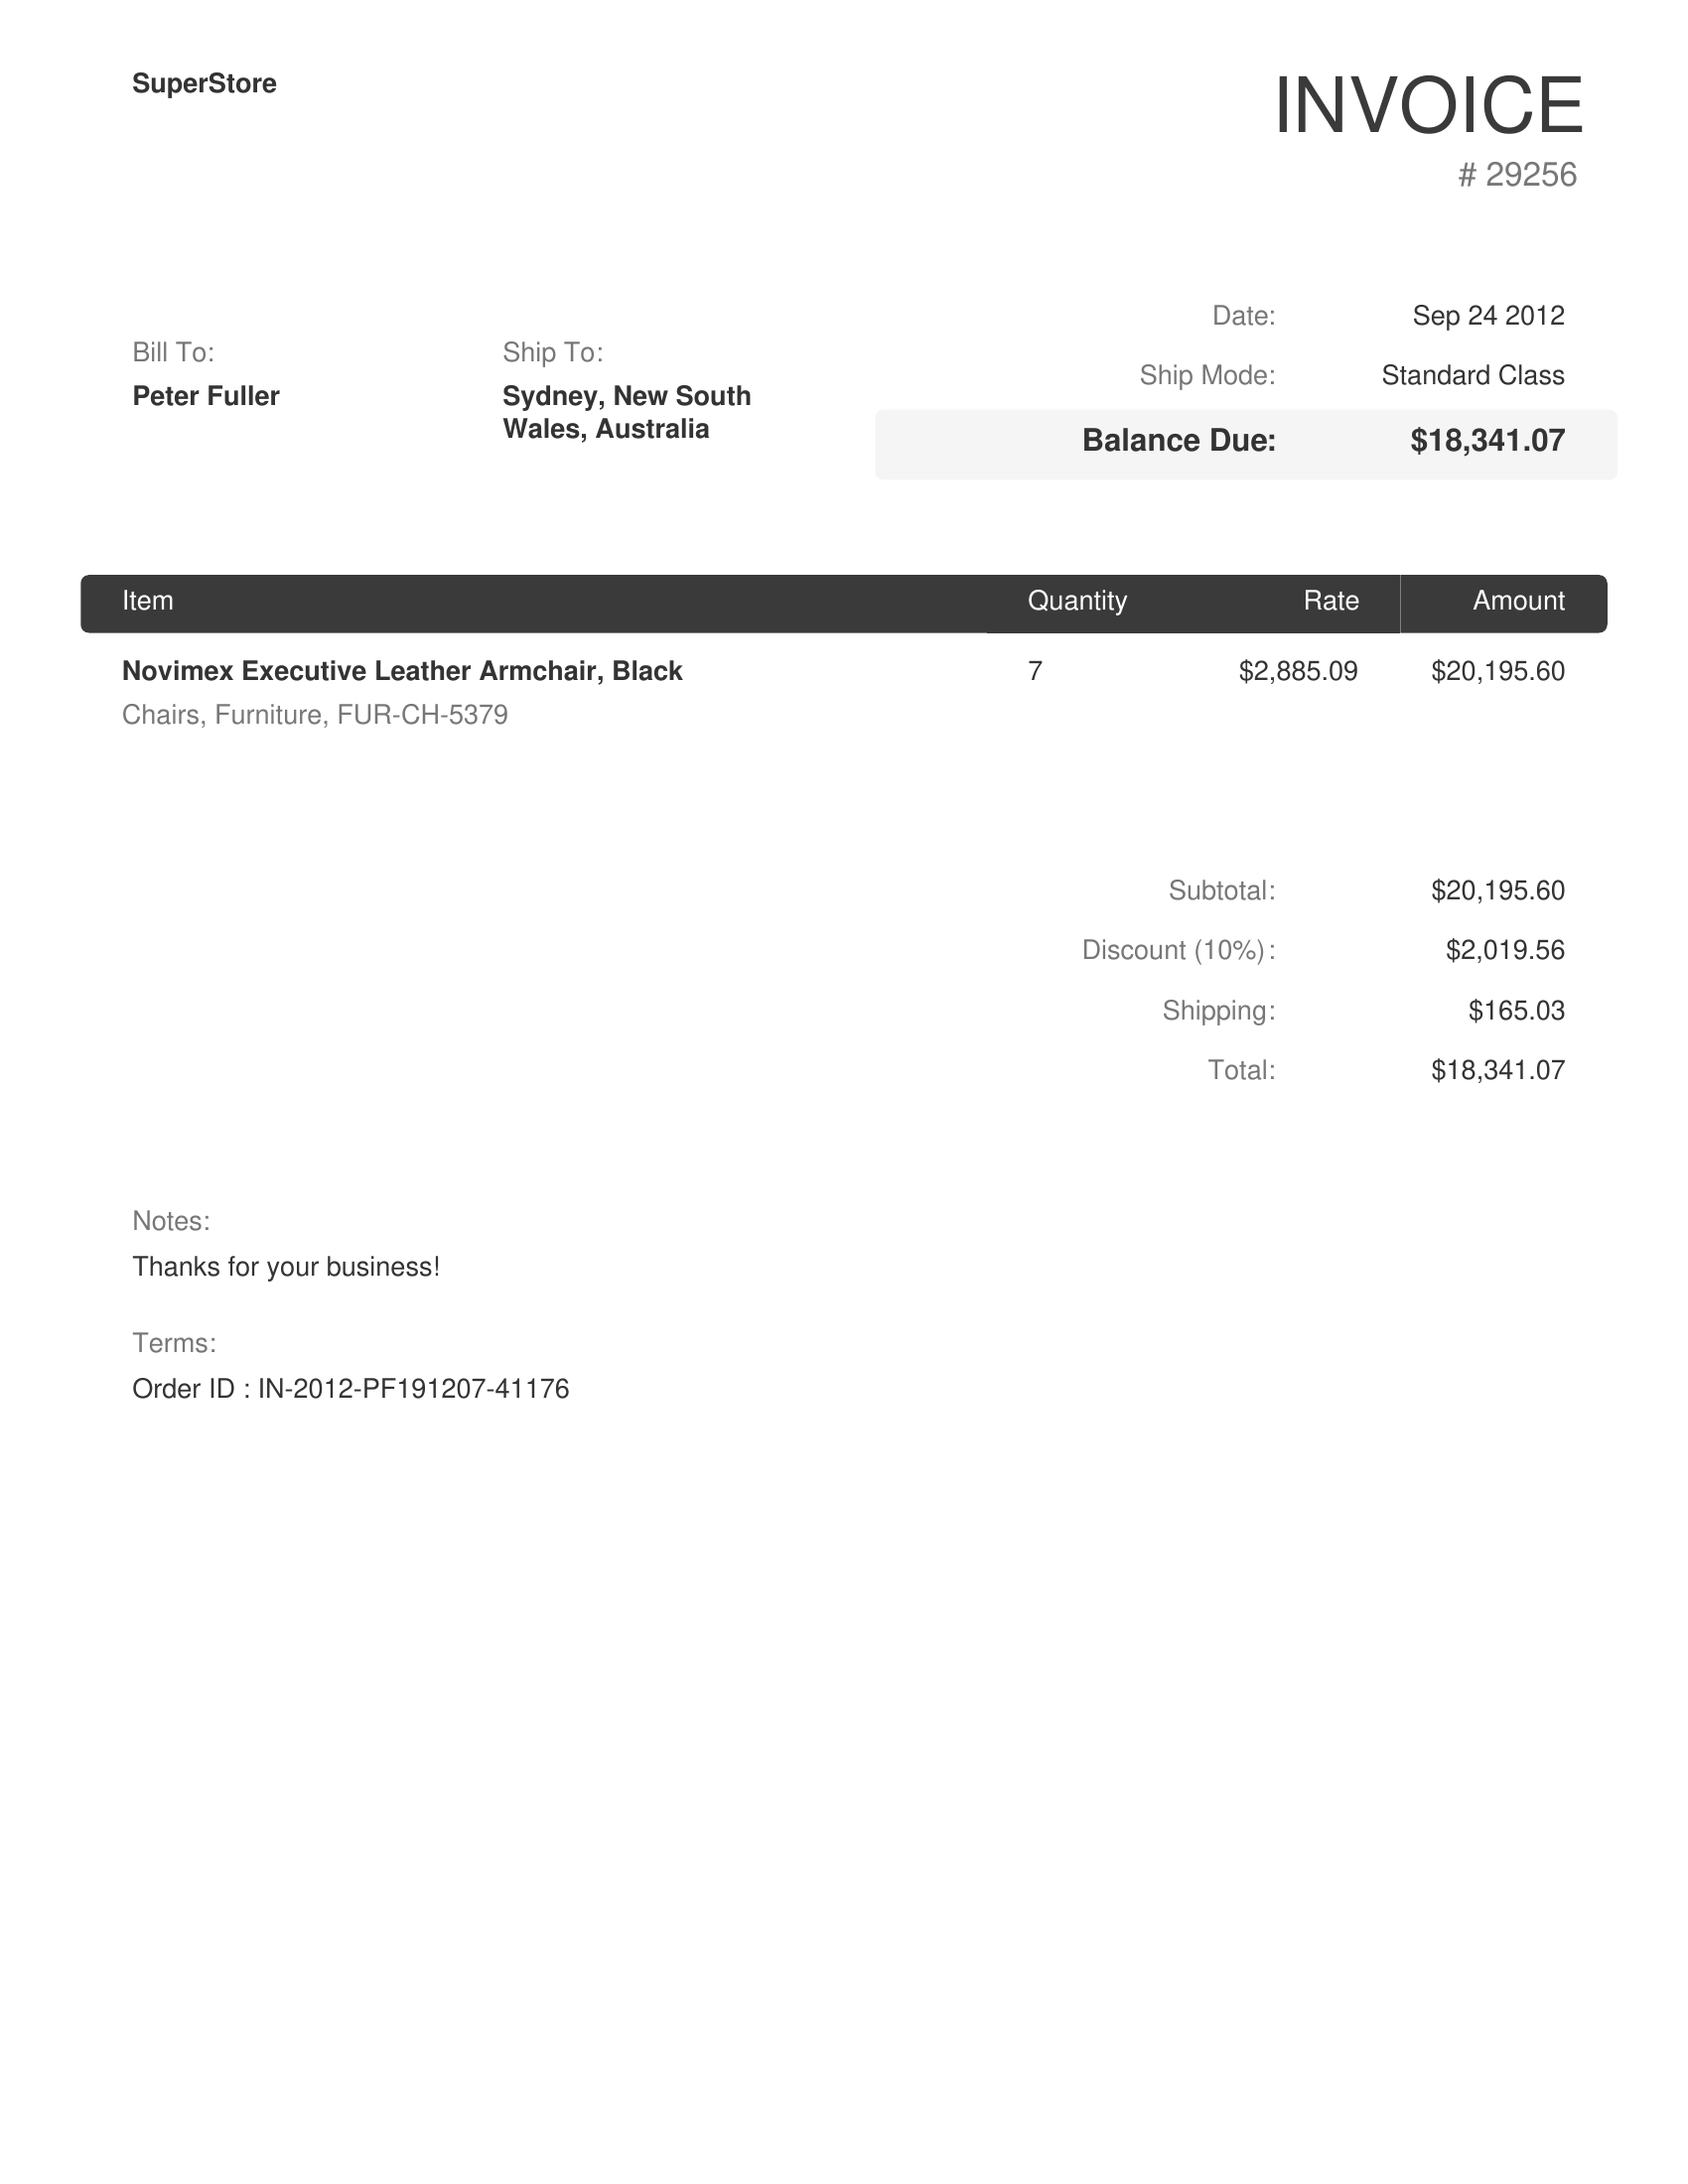 SuperStore
INVOICE
# 29256
Date: Sep 24 2012
Ship Mode: Standard Class
Balance Due: $18,341.07
Bill To:
Peter Fuller
Ship To:
Sydney, New South
Wales, Australia
Item Quantity Rate Amount
Novimex Executive Leather Armchair, Black 7 $2,885.09 $20,195.60
Chairs, Furniture, FUR-CH-5379
Subtotal: $20,195.60
Discount (10%): $2,019.56
Shipping: $165.03
Total: $18,341.07
Notes:
Thanks for your business!
Terms:
Order ID : IN-2012-PF191207-41176